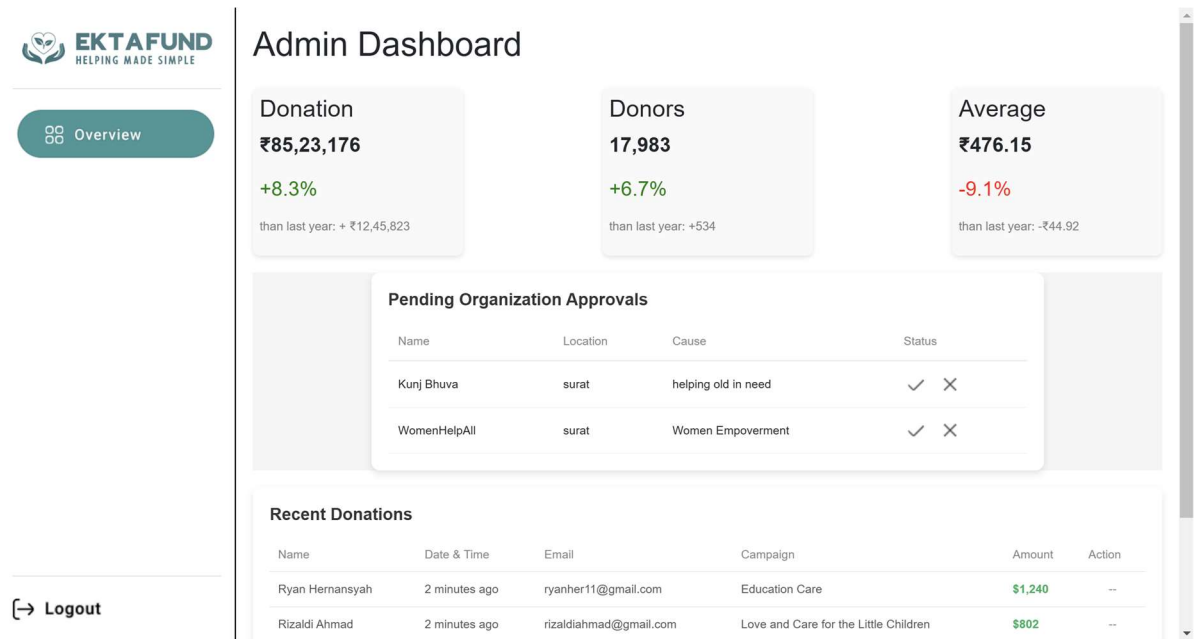 EKTAFUND
HELPING MADE SIMPLE
Overview
Logout
Admin Dashboard
Donation
₹85,23,176
+8.3%
than last year: + ₹12,45,823
Donors
17,983
+6.7%
than last year: +534
Average
₹476.15
-9.1%
than last year: -₹44.92
Pending Organization Approvals
Name Location Cause Status
Kunj Bhuva surat helping old in need
WomenHelpAll surat Women Empoverment
Recent Donations
Name Date & Time Email Campaign Amount Action
Ryan Hernansyah 2 minutes ago ryanher11@gmail.com Education Care $1,240 --
Rizaldi Ahmad 2 minutes ago rizaldiahmad@gmail.com Love and Care for the Little Children $802 --